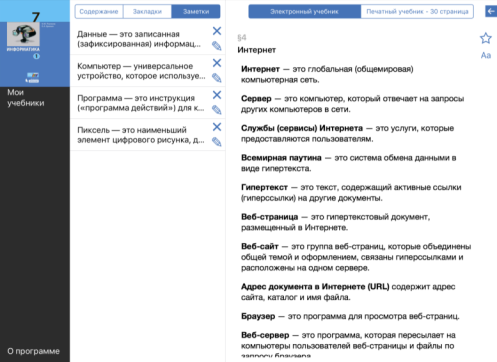 7
ИНФОРМАТИКА
Мои
учебники
О программе
Содержание
Закладки
Заметки
Данные — это записанная
(зафиксированная) информац...
Компьютер — универсальное
устройство, которое используе...
Программа — это инструкция
(«программа действий») для к...
Пиксель — это наименьший
элемент цифрового рисунка, д...
Электронный учебник
Печатный учебник - 30 страница
§4
Aa
Интернет
Интернет — это глобальная (общемировая)
компьютерная сеть.
Сервер — это компьютер, который отвечает на запросы
других компьютеров в сети.
Службы (сервисы) Интернета — это услуги, которые
предоставляются пользователям.
Всемирная паутина — это система обмена данными в
виде гипертекста.
Гипертекст — это текст, содержащий активные ссылки
(гиперссылки) на другие документы.
Веб-страница — это гипертекстовый документ,
размещенный в Интернете.
Веб-сайт — это группа веб-страниц, которые объединены
общей темой и оформлением, связаны гиперссылками и
расположены на одном сервере.
Адрес документа в Интернете (URL) содержит адрес
сайта, каталог и имя файла.
Браузер — это программа для просмотра веб-страниц.
Веб-сервер — это программа, которая пересылает на
компьютеры пользователей веб-страницы и файлы по
запросу браузера